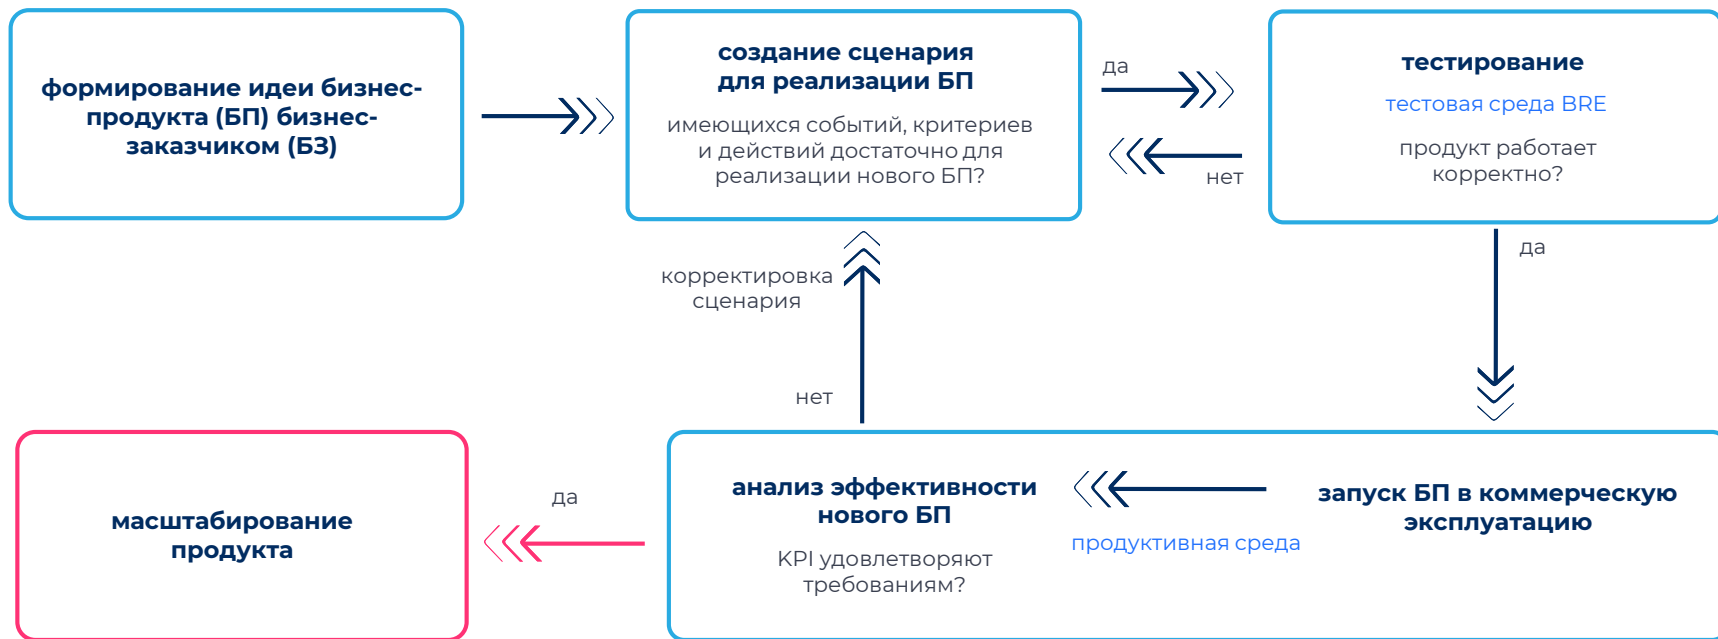 формирование идеи бизнес-
продукта (БП) бизнес-
заказчиком (БЗ)
создание сценария
для реализации БП
имеющихся событий, критериев
и действий достаточно для
реализации нового БП?
да
нет
тестирование
тестовая среда BRE
продукт работает
корректно?
да
корректировка
сценария
нет
запуск БП в коммерческую
эксплуатацию
продуктивная среда
анализ эффективности
нового БП
KPI удовлетворяют
требованиям?
да
масштабирование
продукта